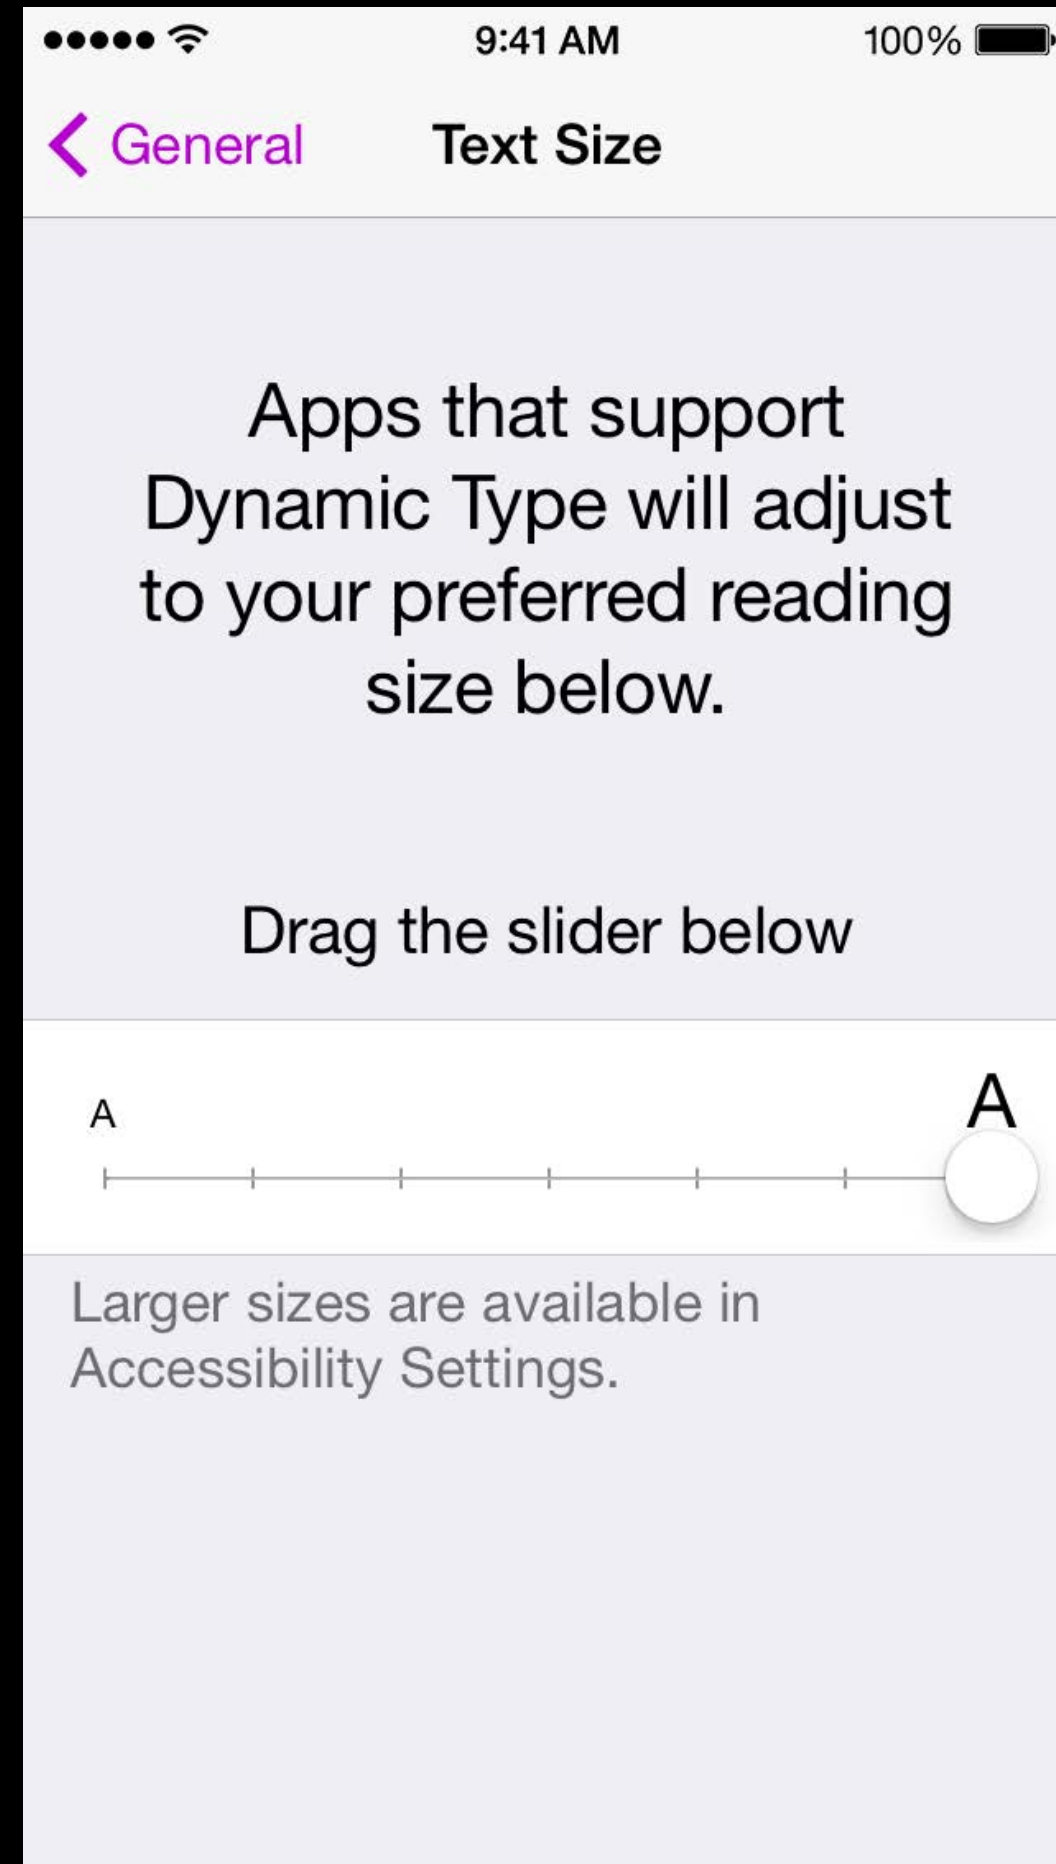 9:41 AM
100%
General
Text Size
Apps that support
Dynamic Type will adjust
to your preferred reading
size below.
Drag the slider below
A
A
Larger sizes are available in
Accessibility Settings.